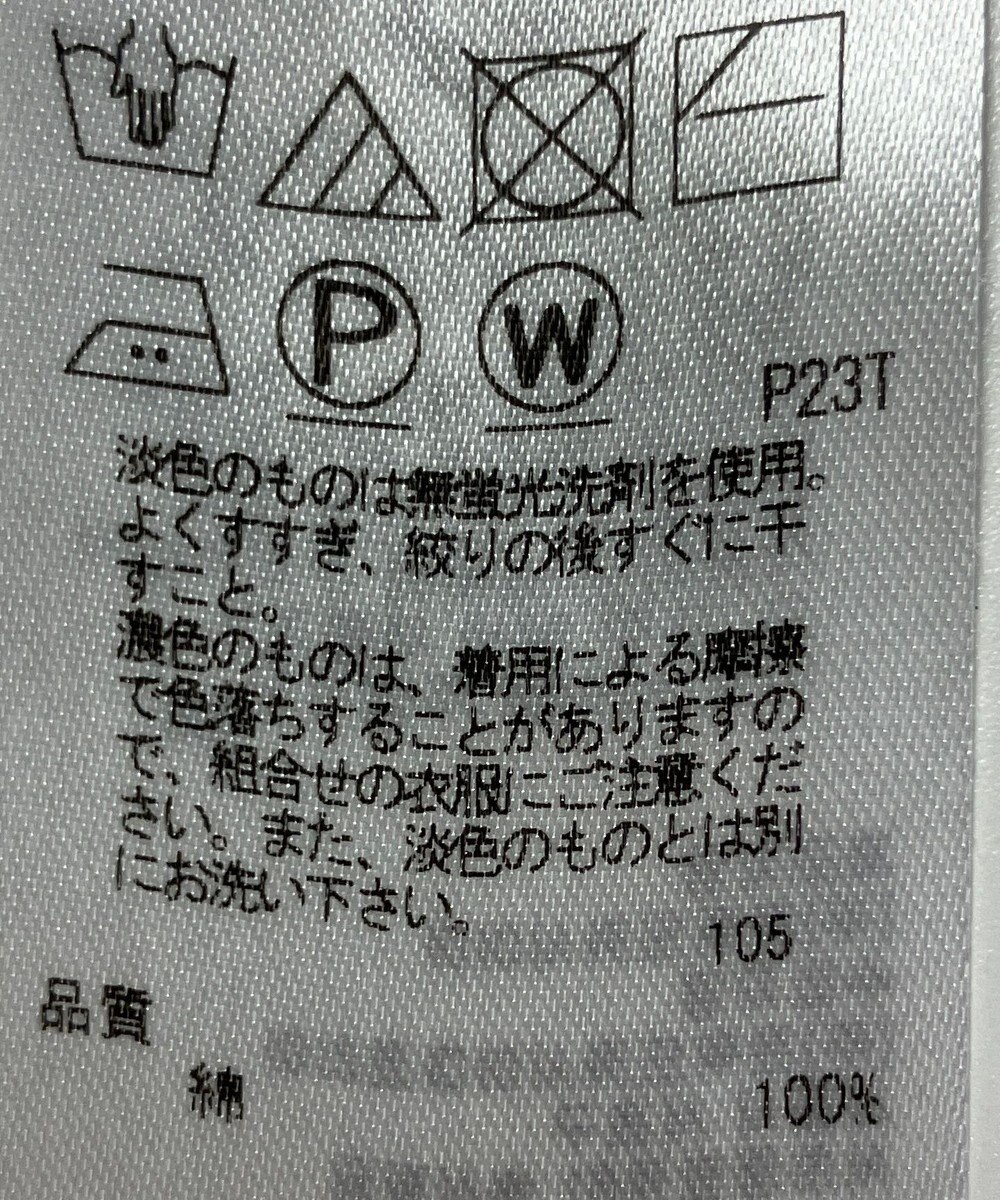 P
W
P23T
淡色のものは無蛍光洗剤を使用。
よくすすぎ、絞りの後すぐに干
すこと。
濃色のものは、着用による摩擦
で色落ちすることがありますの
で、組合せの衣服にご注意くだ
さい。また、淡色のものとは別
にお洗い下さい。
105
品質
綿 100%